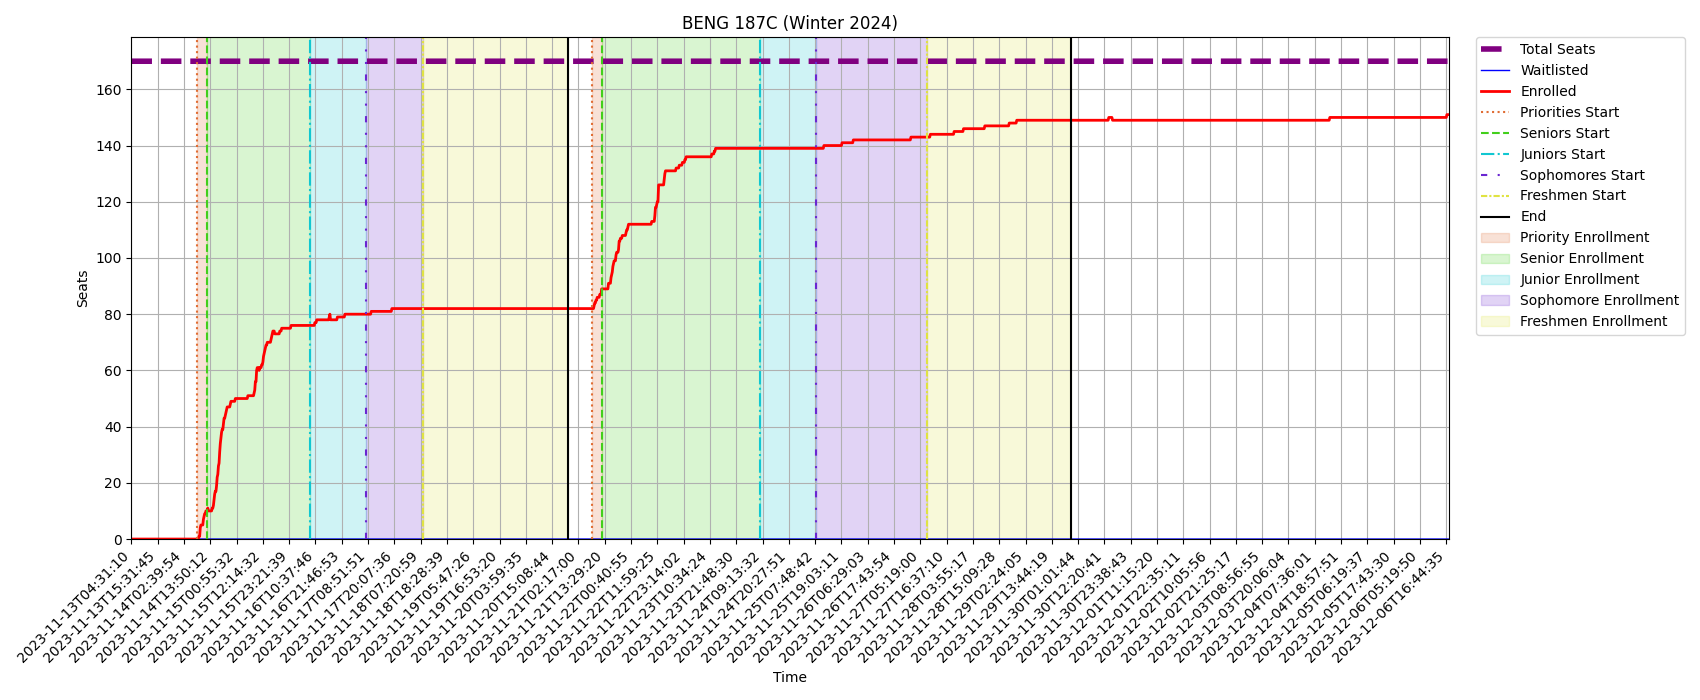 BENG 187C (Winter 2024)
Total Seats
Waitlisted
Enrolled
Priorities Start
Seniors Start
Juniors Start
Sophomores Start
Freshmen Start
End
Priority Enrollment
Senior Enrollment
Junior Enrollment
Sophomore Enrollment
Freshmen Enrollment
Seats
160
140
120
100
80
60
40
20
0
2023-11-13T04:31:10
2023-11-13T15:31:45
2023-11-14T02:39:54
2023-11-14T13:50:12
2023-11-15T00:55:32
2023-11-15T12:14:32
2023-11-15T23:21:39
2023-11-16T10:37:46
2023-11-16T21:46:53
2023-11-17T08:51:51
2023-11-17T20:07:36
2023-11-18T07:20:59
2023-11-18T18:28:39
2023-11-19T05:47:26
2023-11-19T16:53:20
2023-11-20T03:59:35
2023-11-20T15:08:44
2023-11-21T02:17:00
2023-11-21T13:29:20
2023-11-22T00:40:55
2023-11-22T11:59:25
2023-11-22T23:14:02
2023-11-23T10:34:24
2023-11-23T21:48:30
2023-11-24T09:13:32
2023-11-24T20:27:51
2023-11-25T07:48:42
2023-11-25T19:03:11
2023-11-26T06:29:03
2023-11-26T17:43:54
2023-11-27T05:19:00
2023-11-27T16:37:10
2023-11-28T03:55:17
2023-11-28T15:09:28
2023-11-29T02:24:05
2023-11-29T13:44:19
2023-11-30T01:01:44
2023-11-30T12:20:41
2023-11-30T23:38:43
2023-12-01T11:15:20
2023-12-01T22:35:11
2023-12-02T10:05:56
2023-12-02T21:25:17
2023-12-03T08:56:55
2023-12-03T20:06:04
2023-12-04T07:36:01
2023-12-04T18:57:51
2023-12-05T06:19:37
2023-12-05T17:43:30
2023-12-06T05:19:50
2023-12-06T16:44:35
Time